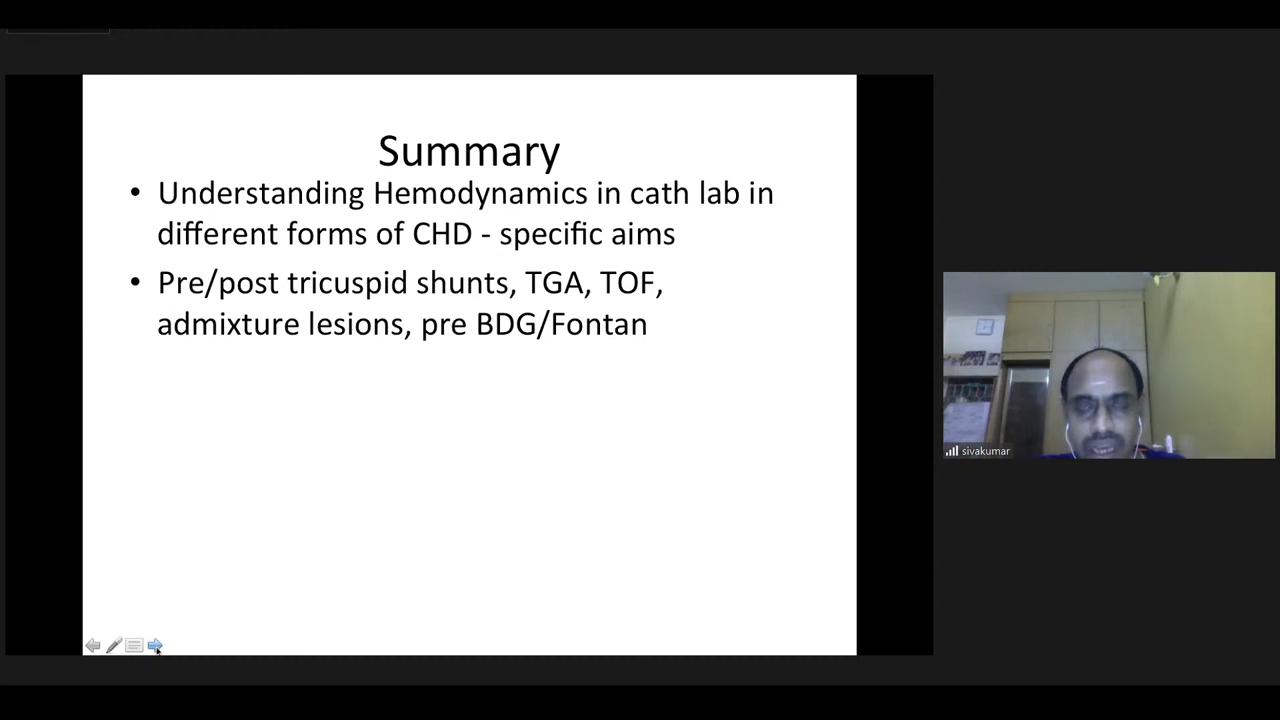 Summary
• Understanding Hemodynamics in cath lab in
different forms of CHD - specific aims
• Pre/post tricuspid shunts, TGA, TOF,
admixture lesions, pre BDG/Fontan
sivakumar